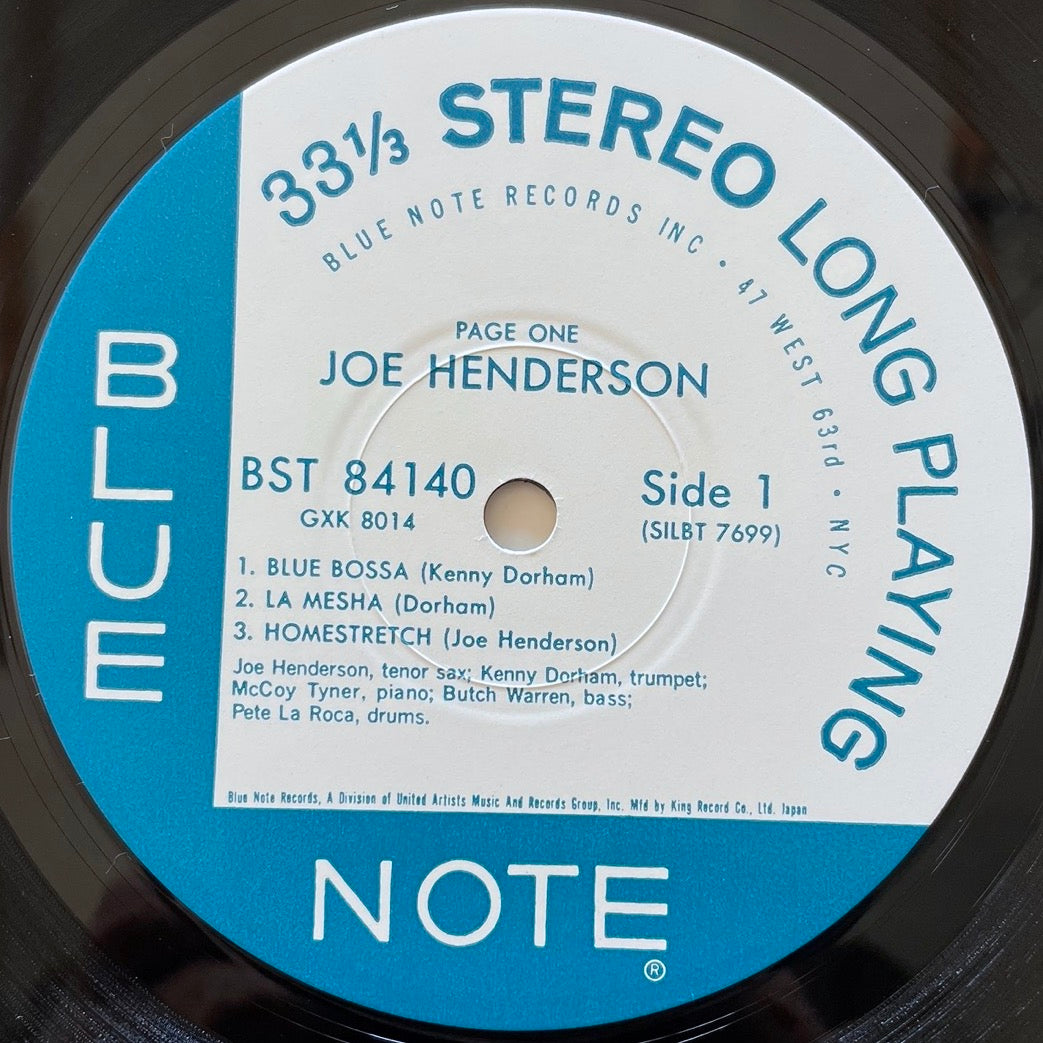 33⅓ STEREO LONG PLAYING
BLUE NOTE RECORDS INC • 47 WEST 63rd • NYC
PAGE ONE
JOE HENDERSON
BST 84140
GXK 8014
Side 1
(SILBT 7699)
1. BLUE BOSSA (Kenny Dorham)
2. LA MESHA (Dorham)
3. HOMESTRETCH (Joe Henderson)
Joe Henderson, tenor sax; Kenny Dorham, trumpet;
McCoy Tyner, piano; Butch Warren, bass;
Pete La Roca, drums.
Blue Note Records, A Division of United Artists Music And Records Group, Inc. Mfd by King Record Co., Ltd. Japan
BLUE
NOTE
®